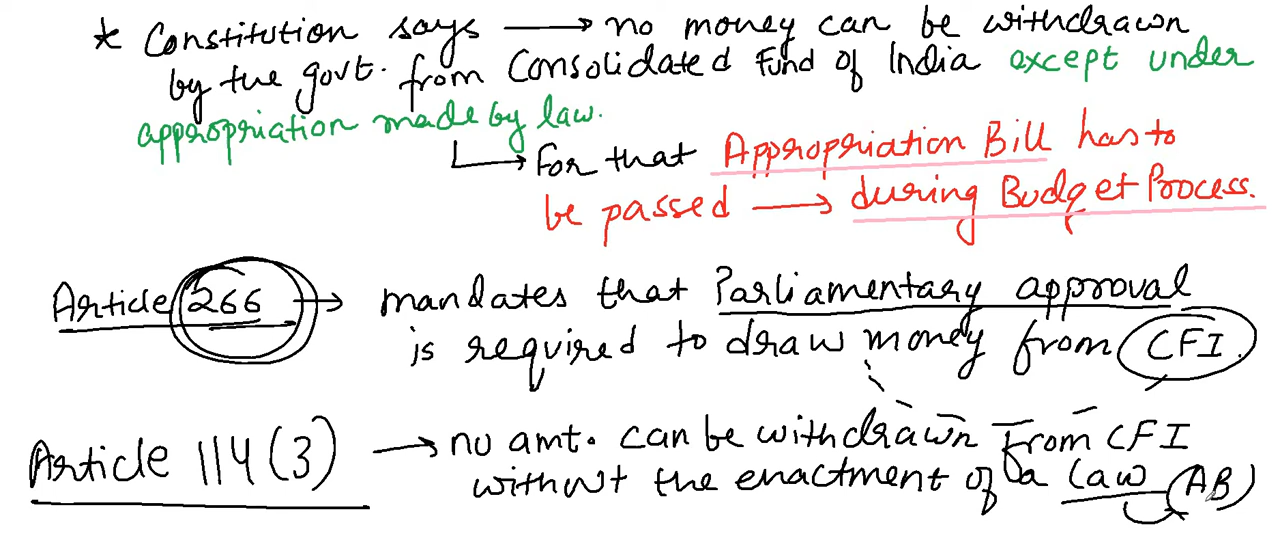 * Constitution says → no money can be withdrawn
by the govt. from Consolidated Fund of India except under
appropriation made by law.
↳ For that Appropriation Bill has to
be passed → during Budget Process.
Article 266 → mandates that Parliamentary approval
is required to draw money from CFI.
Article 114(3) → no amt. can be withdrawn from CFI
without the enactment of a law (AB)